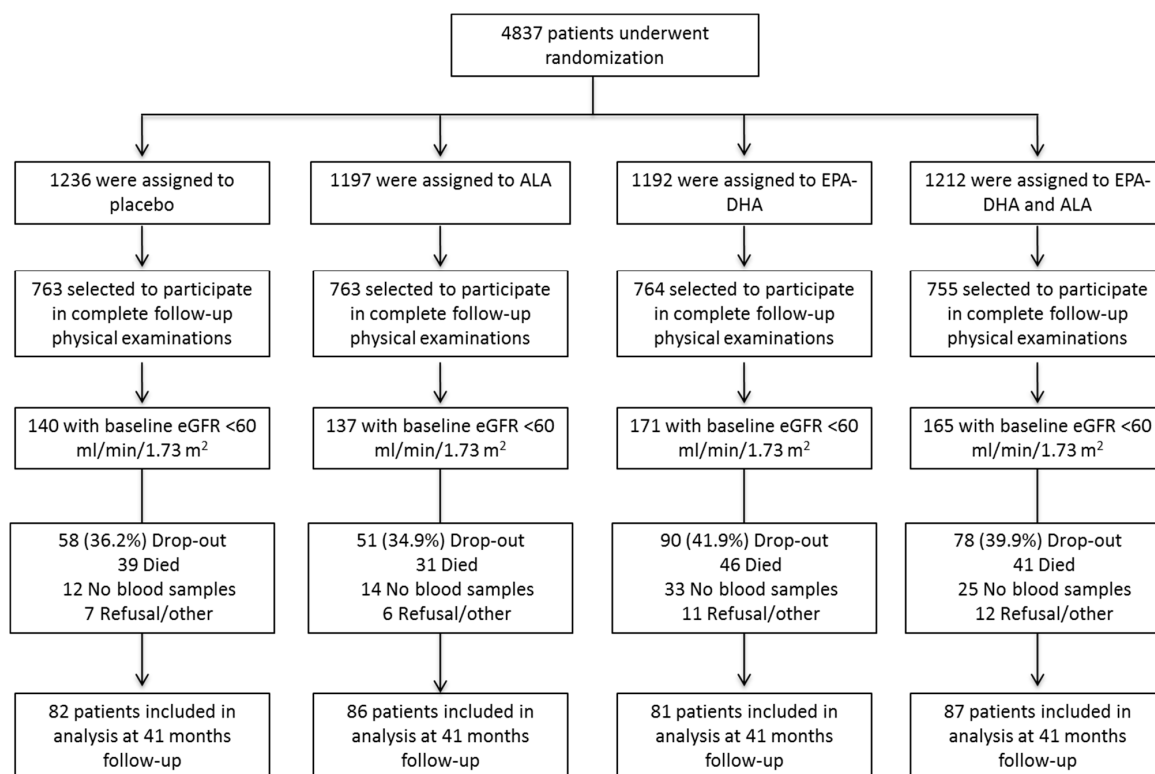 4837 patients underwent
randomization
1236 were assigned to
placebo
1197 were assigned to ALA
1192 were assigned to EPA-
DHA
1212 were assigned to EPA-
DHA and ALA
763 selected to participate
in complete follow-up
physical examinations
763 selected to participate
in complete follow-up
physical examinations
764 selected to participate
in complete follow-up
physical examinations
755 selected to participate
in complete follow-up
physical examinations
140 with baseline eGFR <60
ml/min/1.73 m²
137 with baseline eGFR <60
ml/min/1.73 m²
171 with baseline eGFR <60
ml/min/1.73 m²
165 with baseline eGFR <60
ml/min/1.73 m²
58 (36.2%) Drop-out
39 Died
12 No blood samples
7 Refusal/other
51 (34.9%) Drop-out
31 Died
14 No blood samples
6 Refusal/other
90 (41.9%) Drop-out
46 Died
33 No blood samples
11 Refusal/other
78 (39.9%) Drop-out
41 Died
25 No blood samples
12 Refusal/other
82 patients included in
analysis at 41 months
follow-up
86 patients included in
analysis at 41 months
follow-up
81 patients included in
analysis at 41 months
follow-up
87 patients included in
analysis at 41 months
follow-up